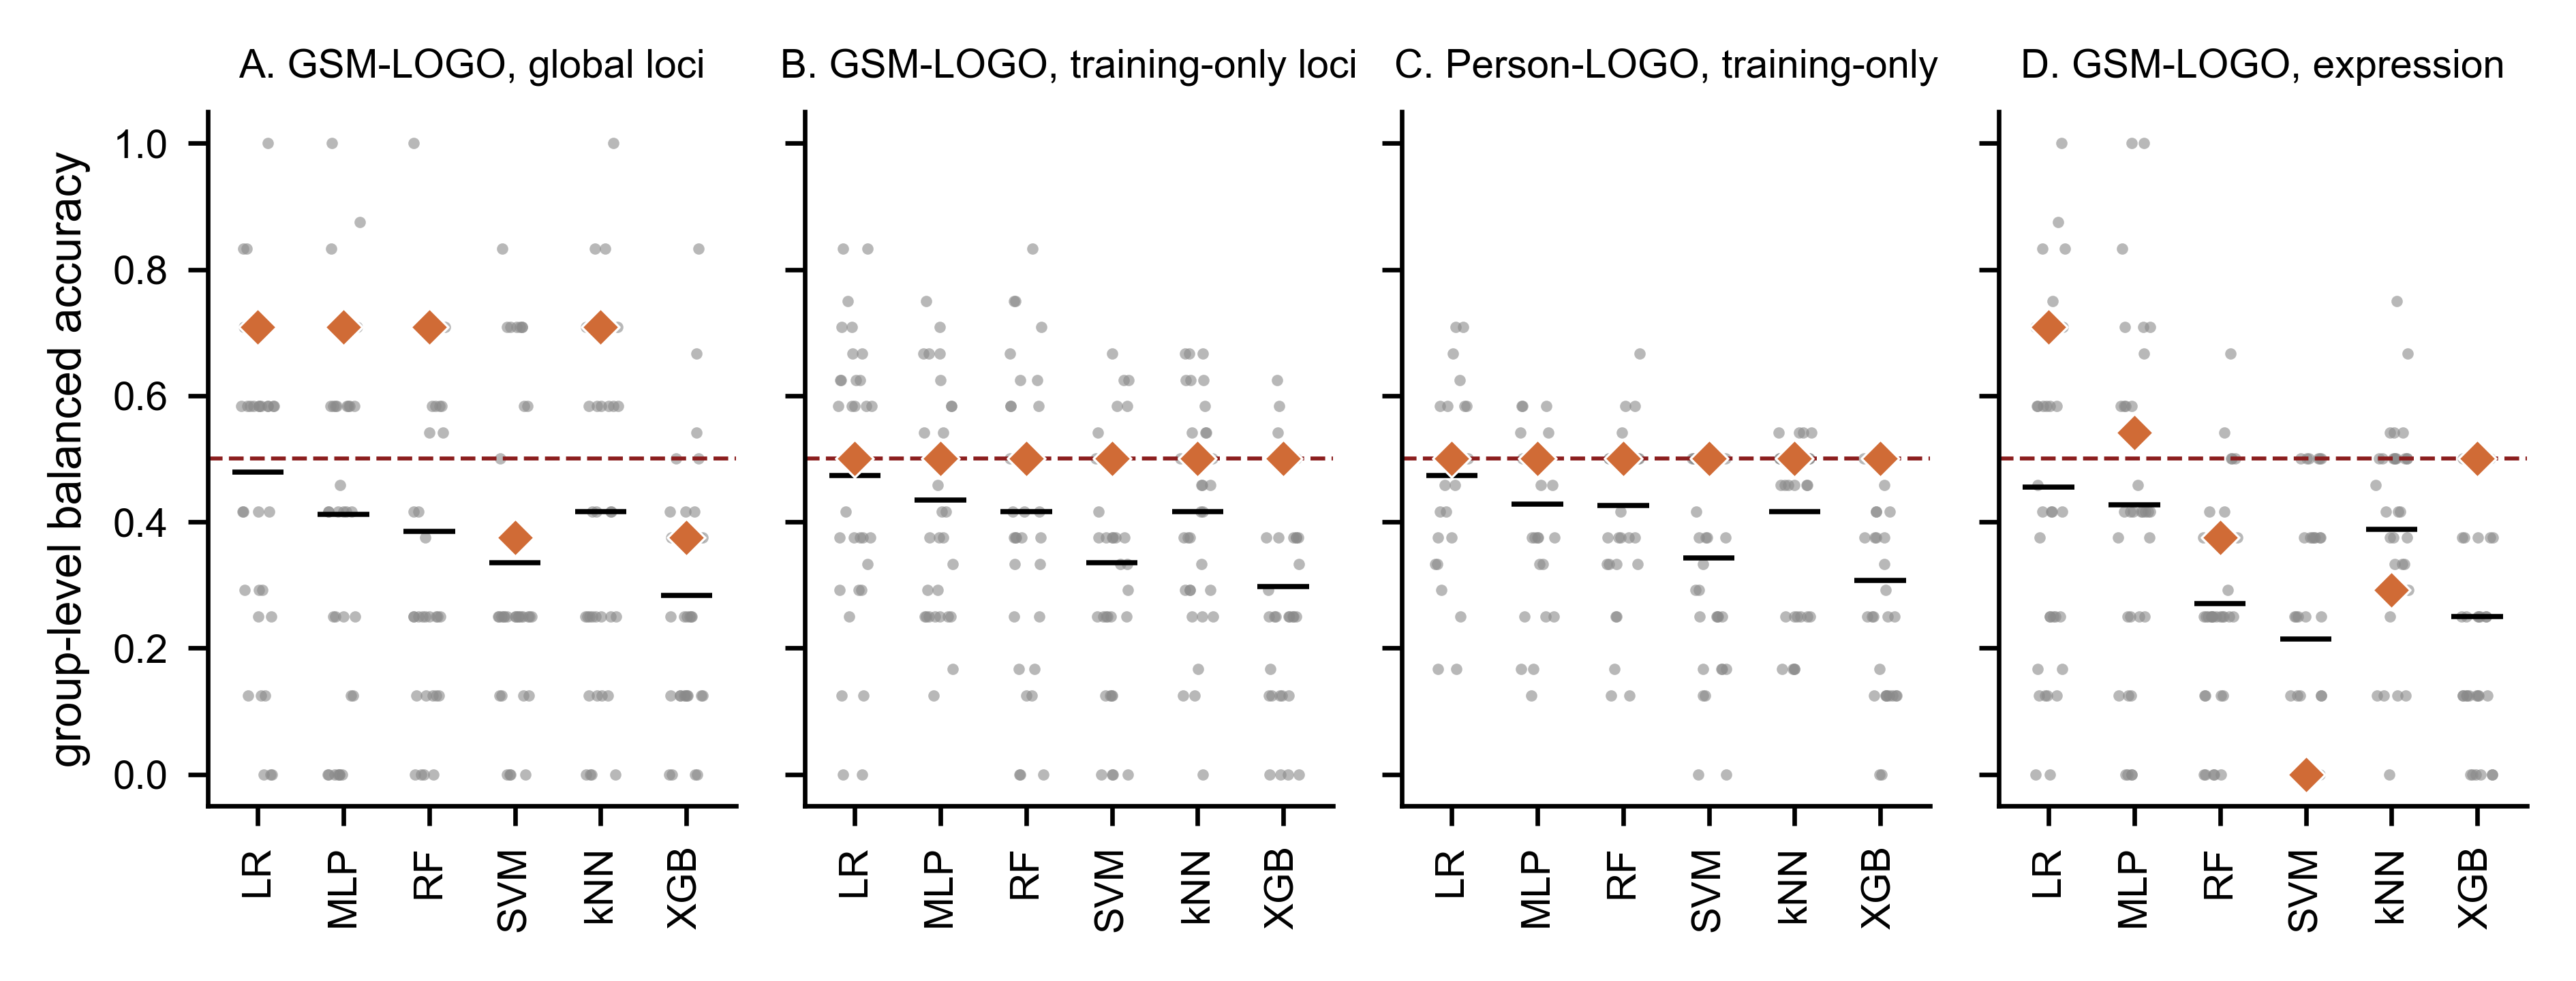 A. GSM-LOGO, global loci
B. GSM-LOGO, training-only loci
C. Person-LOGO, training-only
D. GSM-LOGO, expression
group-level balanced accuracy
1.0
0.8
0.6
0.4
0.2
0.0
LR
MLP
RF
SVM
kNN
XGB
LR
MLP
RF
SVM
kNN
XGB
LR
MLP
RF
SVM
kNN
XGB
LR
MLP
RF
SVM
kNN
XGB